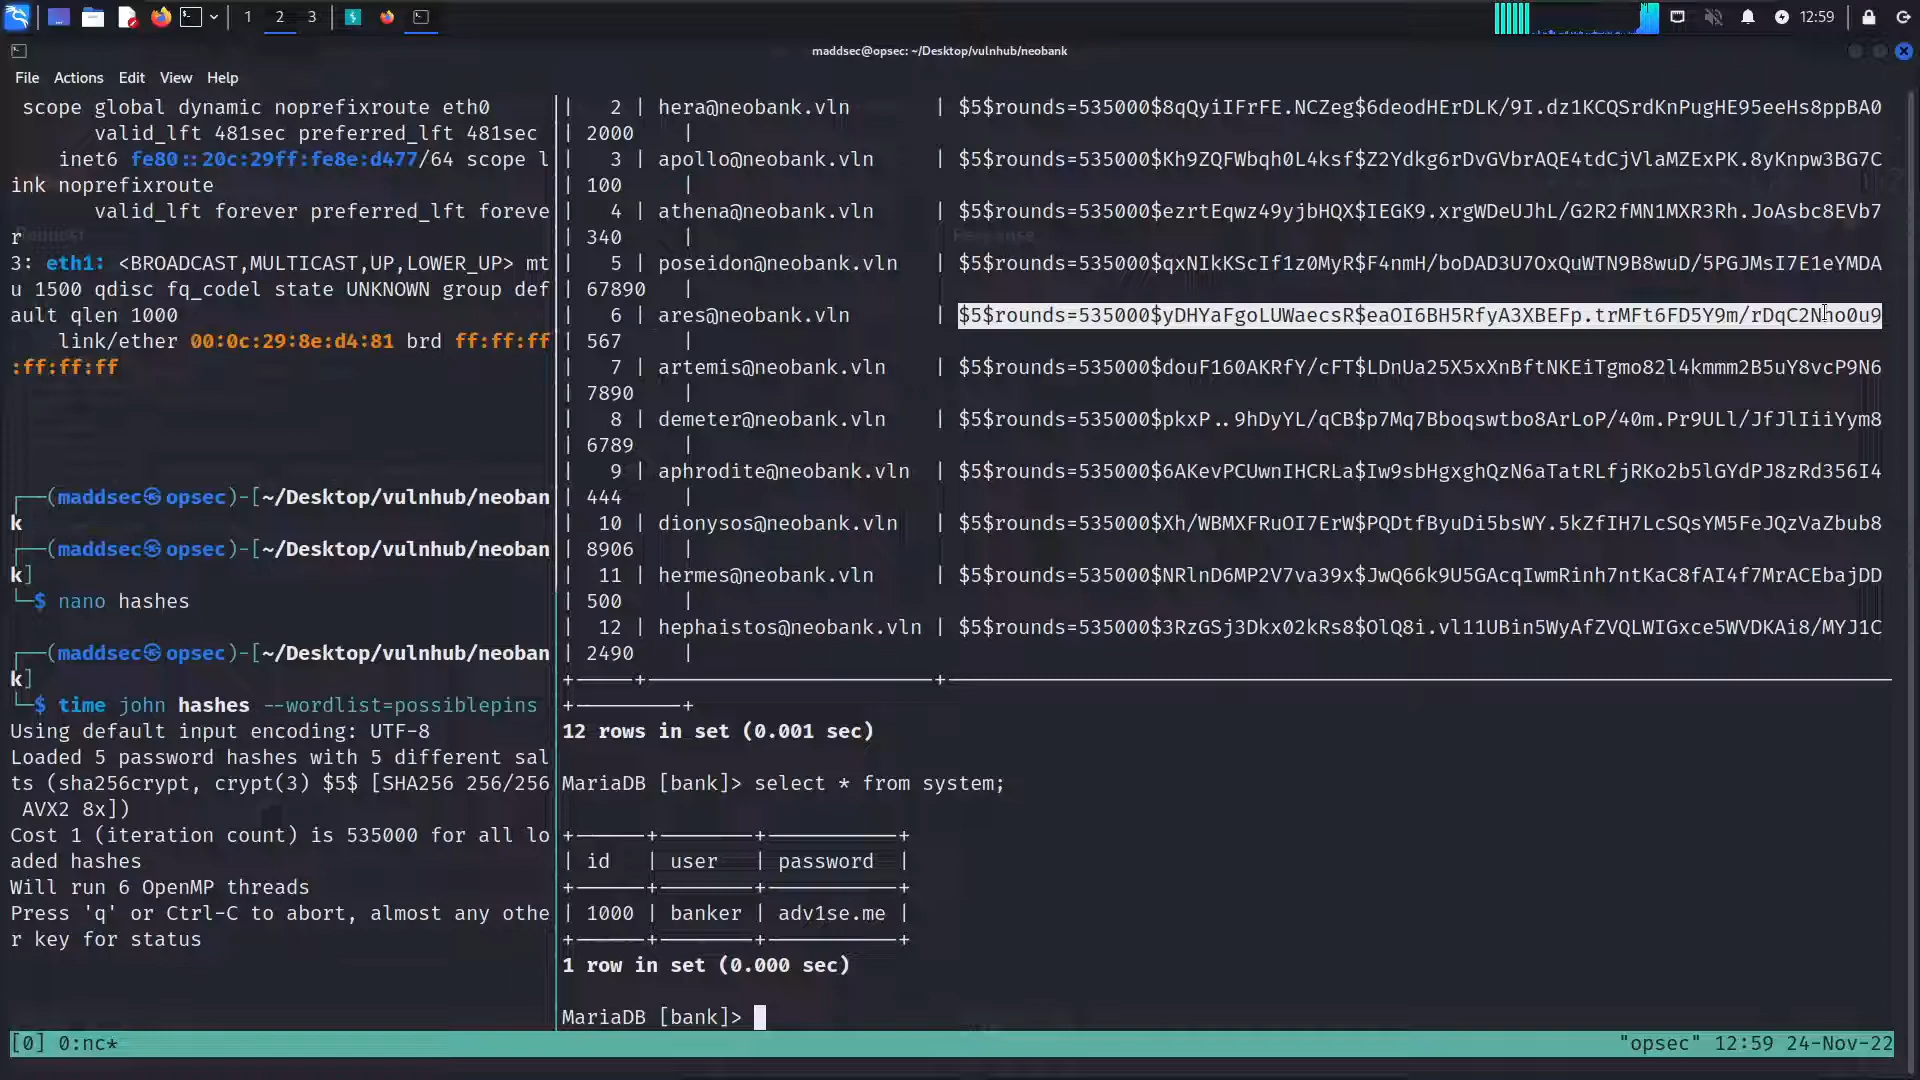 1 2 3
12:59
maddsec@opsec: ~/Desktop/vulnhub/neobank
File Actions Edit View Help
scope global dynamic noprefixroute eth0
valid_lft 481sec preferred_lft 481sec
inet6 fe80::20c:29ff:fe8e:d477/64 scope l
ink noprefixroute
valid_lft forever preferred_lft foreve
r
3: eth1: <BROADCAST,MULTICAST,UP,LOWER_UP> mt
u 1500 qdisc fq_codel state UNKNOWN group def
ault qlen 1000
link/ether 00:0c:29:8e:d4:81 brd ff:ff:ff
:ff:ff:ff
┌──(maddsec㉿opsec)-[~/Desktop/vulnhub/neoban
k
┌──(maddsec㉿opsec)-[~/Desktop/vulnhub/neoban
k]
└─$ nano hashes
┌──(maddsec㉿opsec)-[~/Desktop/vulnhub/neoban
k]
└─$ time john hashes --wordlist=possiblepins
Using default input encoding: UTF-8
Loaded 5 password hashes with 5 different sal
ts (sha256crypt, crypt(3) $5$ [SHA256 256/256
AVX2 8x])
Cost 1 (iteration count) is 535000 for all lo
aded hashes
Will run 6 OpenMP threads
Press 'q' or Ctrl-C to abort, almost any othe
r key for status
| 2 | hera@neobank.vln | $5$rounds=535000$8qQyiIFrFE.NCZeg$6deodHErDLK/9I.dz1KCQSrdKnPugHE95eeHs8ppBA0
| 2000 |
| 3 | apollo@neobank.vln | $5$rounds=535000$Kh9ZQFWbqh0L4ksf$Z2Ydkg6rDvGVbrAQE4tdCjVlaMZExPK.8yKnpw3BG7C
| 100 |
| 4 | athena@neobank.vln | $5$rounds=535000$ezrtEqwz49yjbHQX$IEGK9.xrgWDeUJhL/G2R2fMN1MXR3Rh.JoAsbc8EVb7
| 340 |
| 5 | poseidon@neobank.vln | $5$rounds=535000$qxNIkKScIf1z0MyR$F4nmH/boDAD3U7OxQuWTN9B8wuD/5PGJMsI7E1eYMDA
| 67890 |
| 6 | ares@neobank.vln | $5$rounds=535000$yDHYaFgoLUWaecsR$eaOI6BH5RfyA3XBEFp.trMFt6FD5Y9m/rDqC2Nho0u9
| 567 |
| 7 | artemis@neobank.vln | $5$rounds=535000$douF160AKRfY/cFT$LDnUa25X5xXnBftNKEiTgmo82l4kmmm2B5uY8vcP9N6
| 7890 |
| 8 | demeter@neobank.vln | $5$rounds=535000$pkxP..9hDyYL/qCB$p7Mq7Bboqswtbo8ArLoP/40m.Pr9ULl/JfJlIiiYym8
| 6789 |
| 9 | aphrodite@neobank.vln | $5$rounds=535000$6AKevPCUwnIHCRLa$Iw9sbHgxghQzN6aTatRLfjRKo2b5lGYdPJ8zRd356I4
| 444 |
| 10 | dionysos@neobank.vln | $5$rounds=535000$Xh/WBMXFRuOI7ErW$PQDtfByuDi5bsWY.5kZfIH7LcSQsYM5FeJQzVaZbub8
| 8906 |
| 11 | hermes@neobank.vln | $5$rounds=535000$NRlnD6MP2V7va39x$JwQ66k9U5GAcqIwmRinh7ntKaC8fAI4f7MrACEbajDD
| 500 |
| 12 | hephaistos@neobank.vln | $5$rounds=535000$3RzGSj3Dkx02kRs8$OlQ8i.vl11UBin5WyAfZVQLWIGxce5WVDKAi8/MYJ1C
| 2490 |
12 rows in set (0.001 sec)
MariaDB [bank]> select * from system;
| id | user | password |
| 1000 | banker | adv1se.me |
1 row in set (0.000 sec)
MariaDB [bank]>
[0] 0:nc* "opsec" 12:59 24-Nov-22